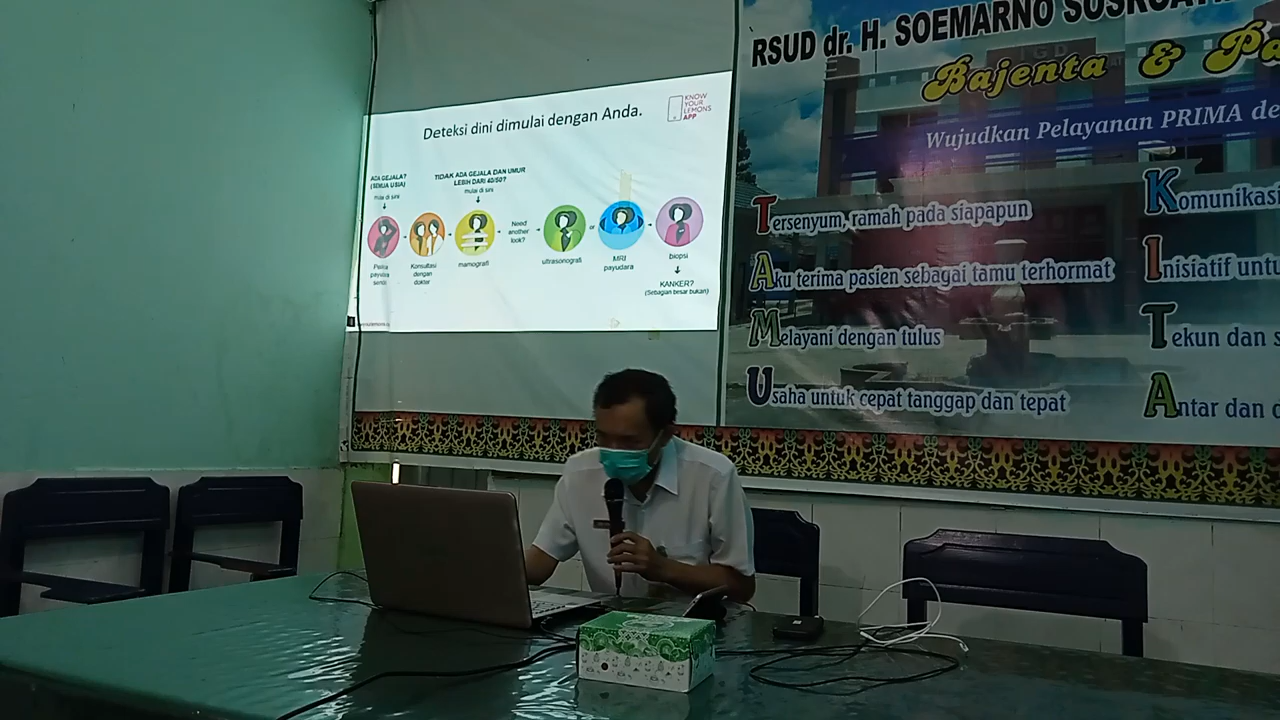 Deteksi dini dimulai dengan Anda.
KNOW
YOUR
LEMONS
APP
ADA GEJALA?
(SEMUA USIA)
mulai di sini
TIDAK ADA GEJALA DAN UMUR
LEBIH DARI 40/50?
mulai di sini
Periksa
payudara
sendiri
Konsultasi
dengan
dokter
mamografi
Need
another
look?
ultrasonografi
or
MRI
payudara
biopsi
KANKER?
(Sebagian besar bukan)
RSUD dr. H. SOEMARNO
Bajenta &
Wujudkan Pelayanan PRIMA
Tersenyum, ramah pada siapapun
Aku terima pasien sebagai tamu terhormat
Melayani dengan tulus
Usaha untuk cepat tanggap dan tepat
Komunikasi
Inisiatif
Tekun dan
Antar dan